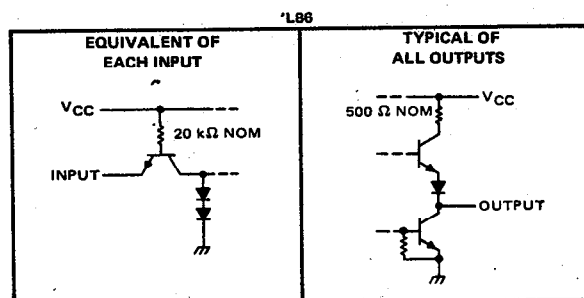 'L86
EQUIVALENT OF
EACH INPUT
VCC
20 kΩ NOM
INPUT
TYPICAL OF
ALL OUTPUTS
VCC
500 Ω NOM
OUTPUT